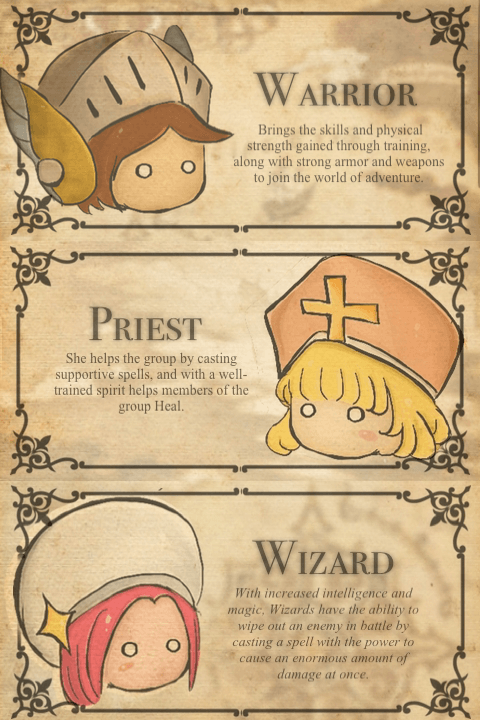 WARRIOR
Brings the skills and physical
strength gained through training,
along with strong armor and weapons
to join the world of adventure.
PRIEST
She helps the group by casting
supportive spells, and with a well-
trained spirit helps members of the
group Heal.
WIZARD
With increased intelligence and
magic, Wizards have the ability to
wipe out an enemy in battle by
casting a spell with the power to
cause an enormous amount of
damage at once.